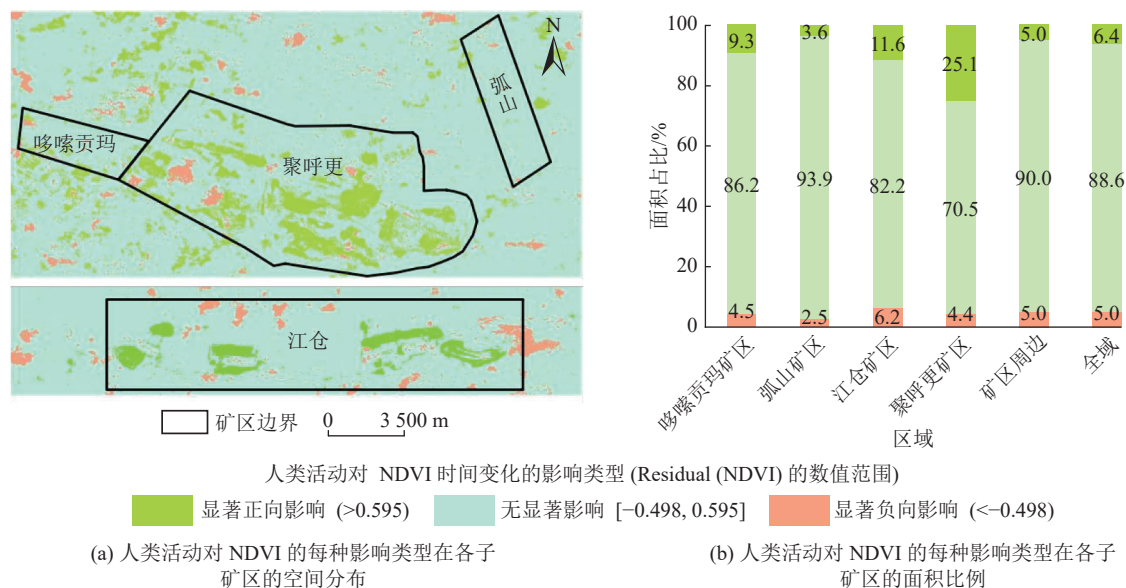 N
弧山
哆嗦贡玛
聚呼更
江仓
矿区边界 0 3 500 m
面积占比/%
100
80
60
40
20
0
9.3 3.6 11.6 25.1 5.0 6.4
86.2 93.9 82.2 70.5 90.0 88.6
4.5 2.5 6.2 4.4 5.0 5.0
哆嗦贡玛矿区 弧山矿区 江仓矿区 聚呼更矿区 矿区周边 全域
区域
人类活动对 NDVI 时间变化的影响类型 (Residual (NDVI) 的数值范围)
显著正向影响 (>0.595) 无显著影响 [−0.498, 0.595] 显著负向影响 (<−0.498)
(a) 人类活动对 NDVI 的每种影响类型在各子
矿区的空间分布
(b) 人类活动对 NDVI 的每种影响类型在各子
矿区的面积比例